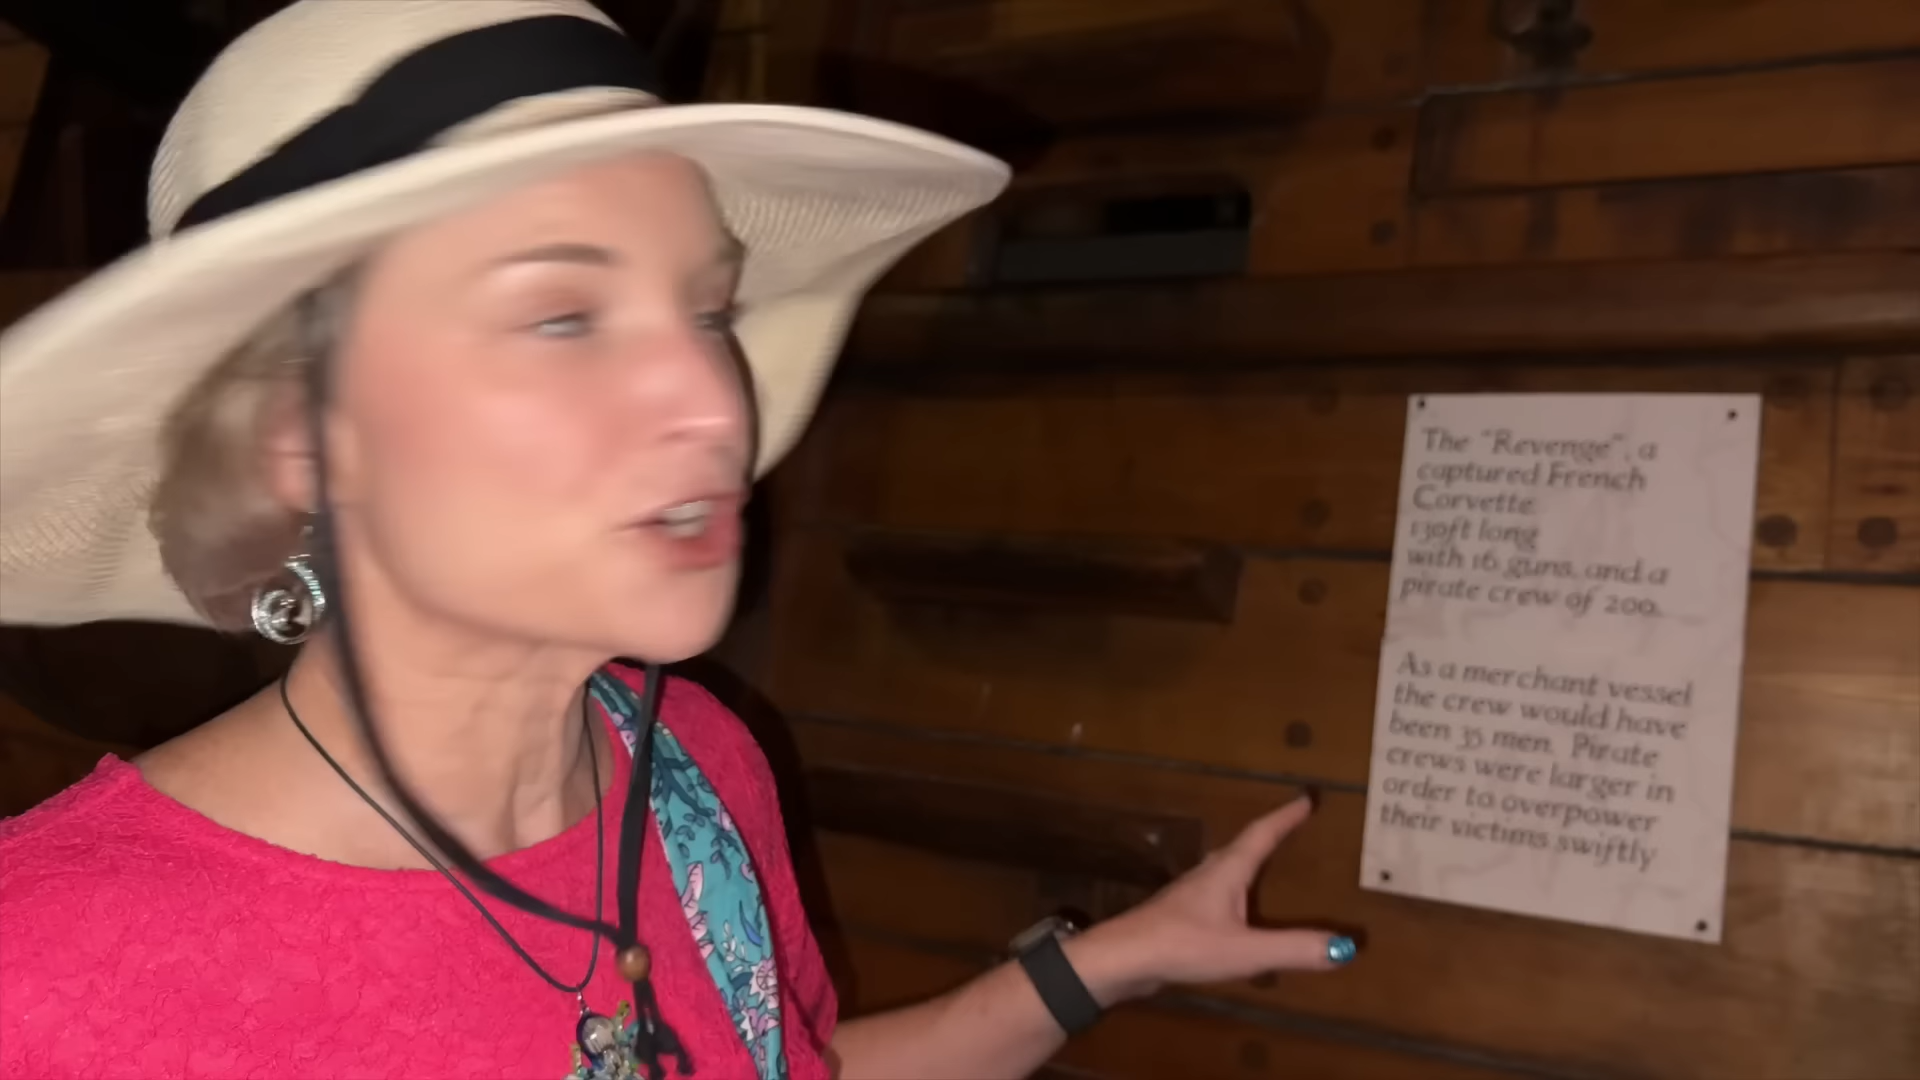 The "Revenge", a
captured French
Corvette.
130ft long
with 16 guns, and a
pirate crew of 200.
As a merchant vessel
the crew would have
been 35 men. Pirate
crews were larger in
order to overpower
their victims swiftly